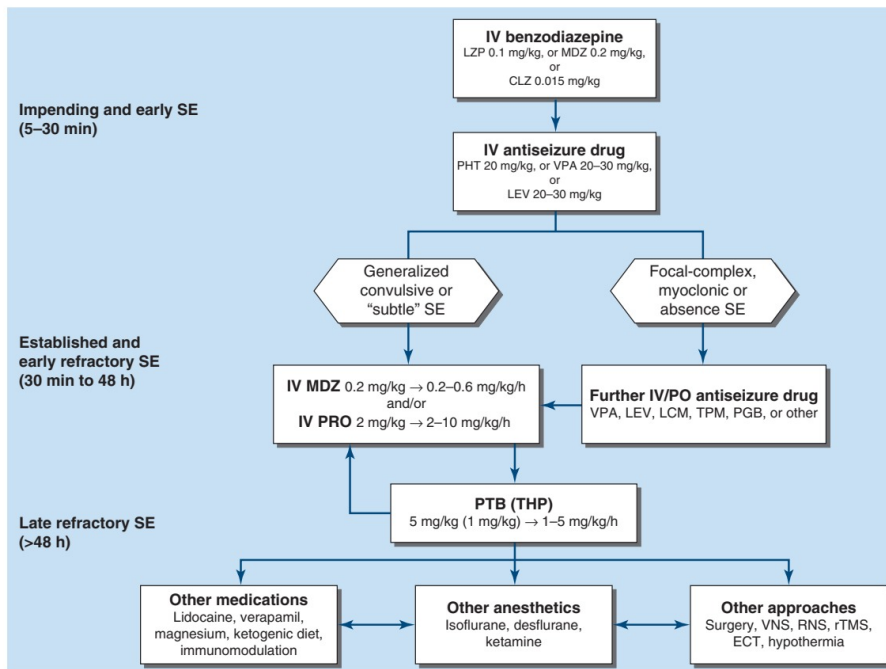 IV benzodiazepine
LZP 0.1 mg/kg, or MDZ 0.2 mg/kg,
or
CLZ 0.015 mg/kg
Impending and early SE
(5–30 min)
IV antiseizure drug
PHT 20 mg/kg, or VPA 20–30 mg/kg,
or
LEV 20–30 mg/kg
Generalized
convulsive or
“subtle” SE
Focal-complex,
myoclonic or
absence SE
Established and
early refractory SE
(30 min to 48 h)
IV MDZ 0.2 mg/kg → 0.2–0.6 mg/kg/h
and/or
IV PRO 2 mg/kg → 2–10 mg/kg/h
Further IV/PO antiseizure drug
VPA, LEV, LCM, TPM, PGB, or other
Late refractory SE
(>48 h)
PTB (THP)
5 mg/kg (1 mg/kg) → 1–5 mg/kg/h
Other medications
Lidocaine, verapamil,
magnesium, ketogenic diet,
immunomodulation
Other anesthetics
Isoflurane, desflurane,
ketamine
Other approaches
Surgery, VNS, RNS, rTMS,
ECT, hypothermia